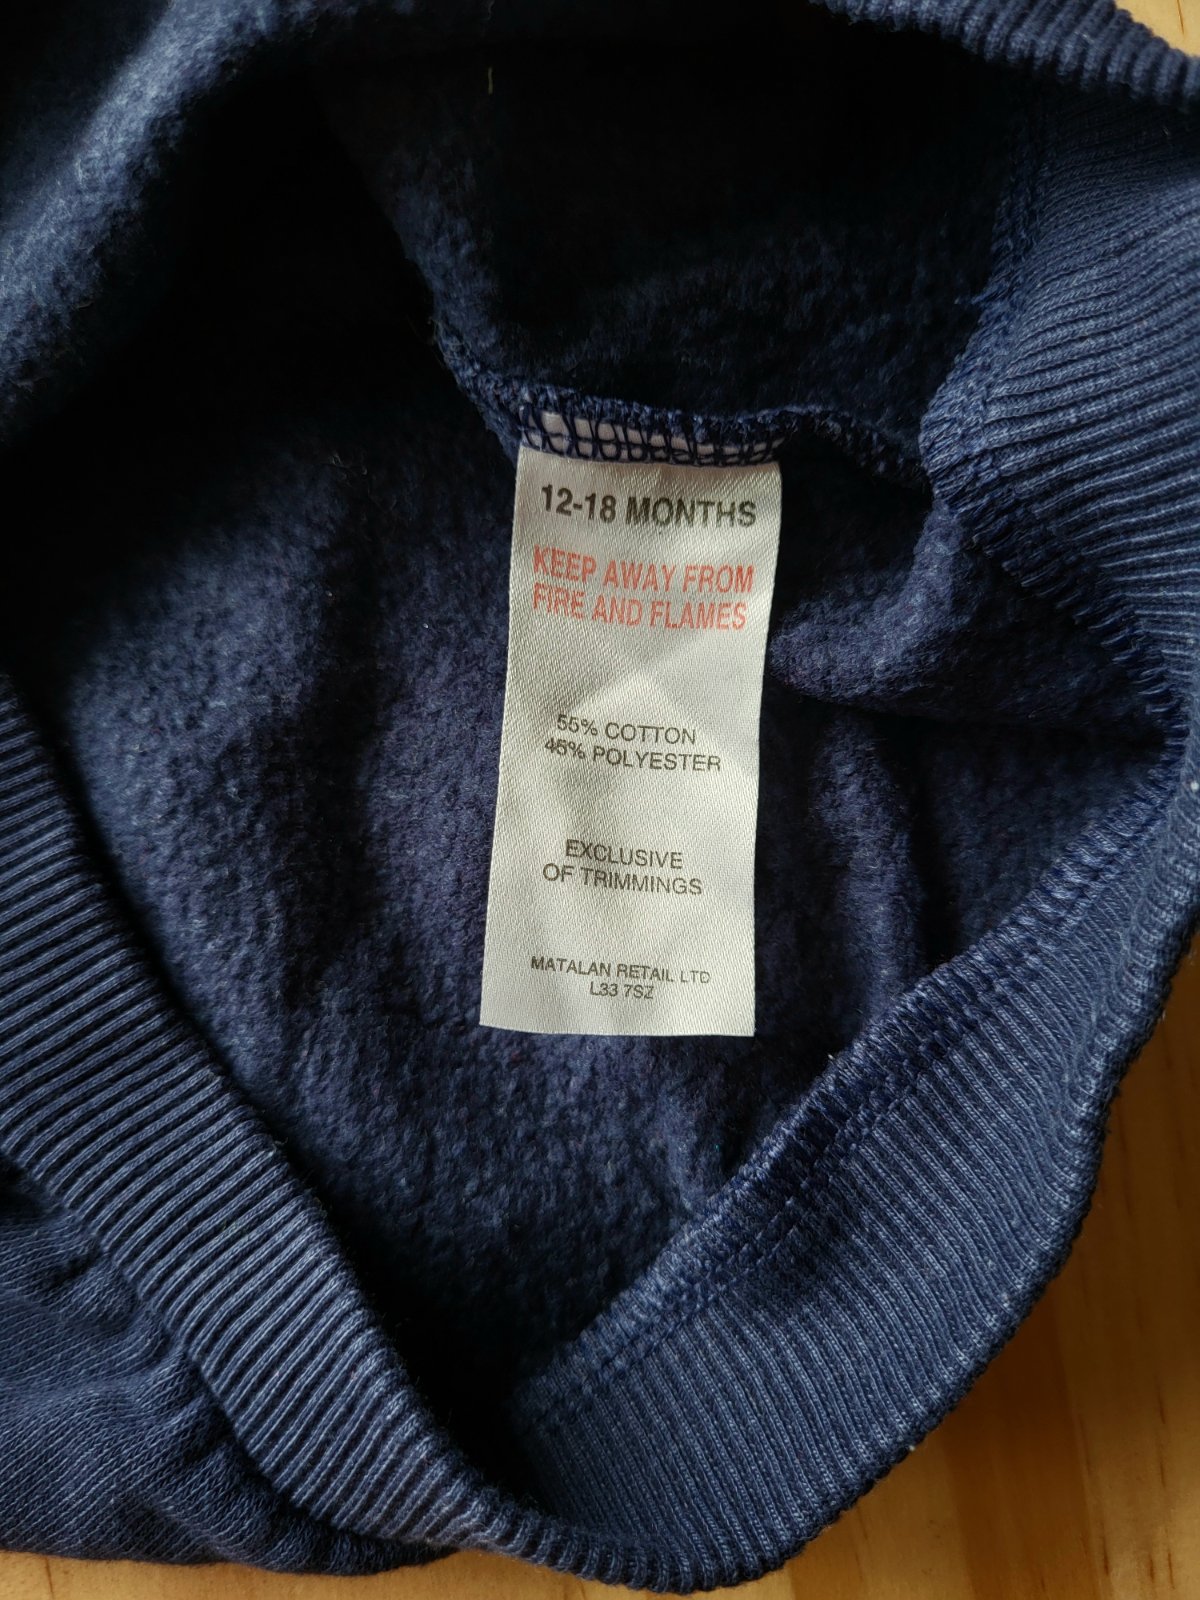 12-18 MONTHS
KEEP AWAY FROM
FIRE AND FLAMES
55% COTTON
45% POLYESTER
EXCLUSIVE
OF TRIMMINGS
MATALAN RETAIL LTD
L33 7SZ